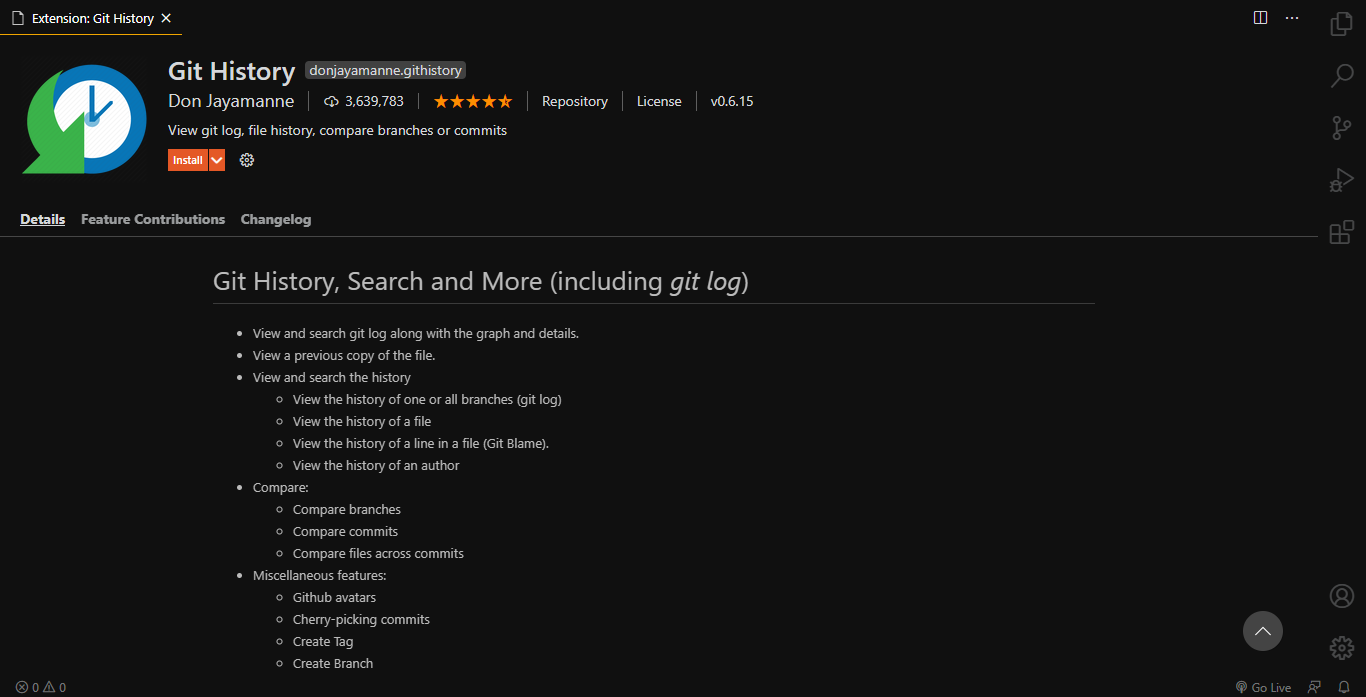 Extension: Git History
Git History donjayamanne.githistory
Don Jayamanne 3,639,783 Repository License v0.6.15
View git log, file history, compare branches or commits
Install
Details Feature Contributions Changelog
Git History, Search and More (including git log)
View and search git log along with the graph and details.
View a previous copy of the file.
View and search the history
View the history of one or all branches (git log)
View the history of a file
View the history of a line in a file (Git Blame).
View the history of an author
Compare:
Compare branches
Compare commits
Compare files across commits
Miscellaneous features:
Github avatars
Cherry-picking commits
Create Tag
Create Branch
0 0 Go Live